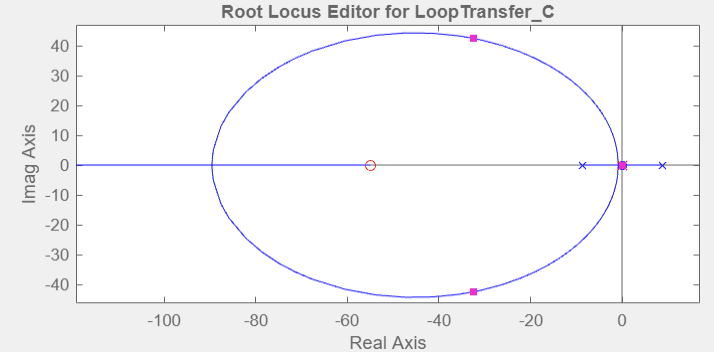 Root Locus Editor for LoopTransfer_C
40
30
20
10
0
-10
-20
-30
-40
Imag Axis
-100 -80 -60 -40 -20 0
Real Axis